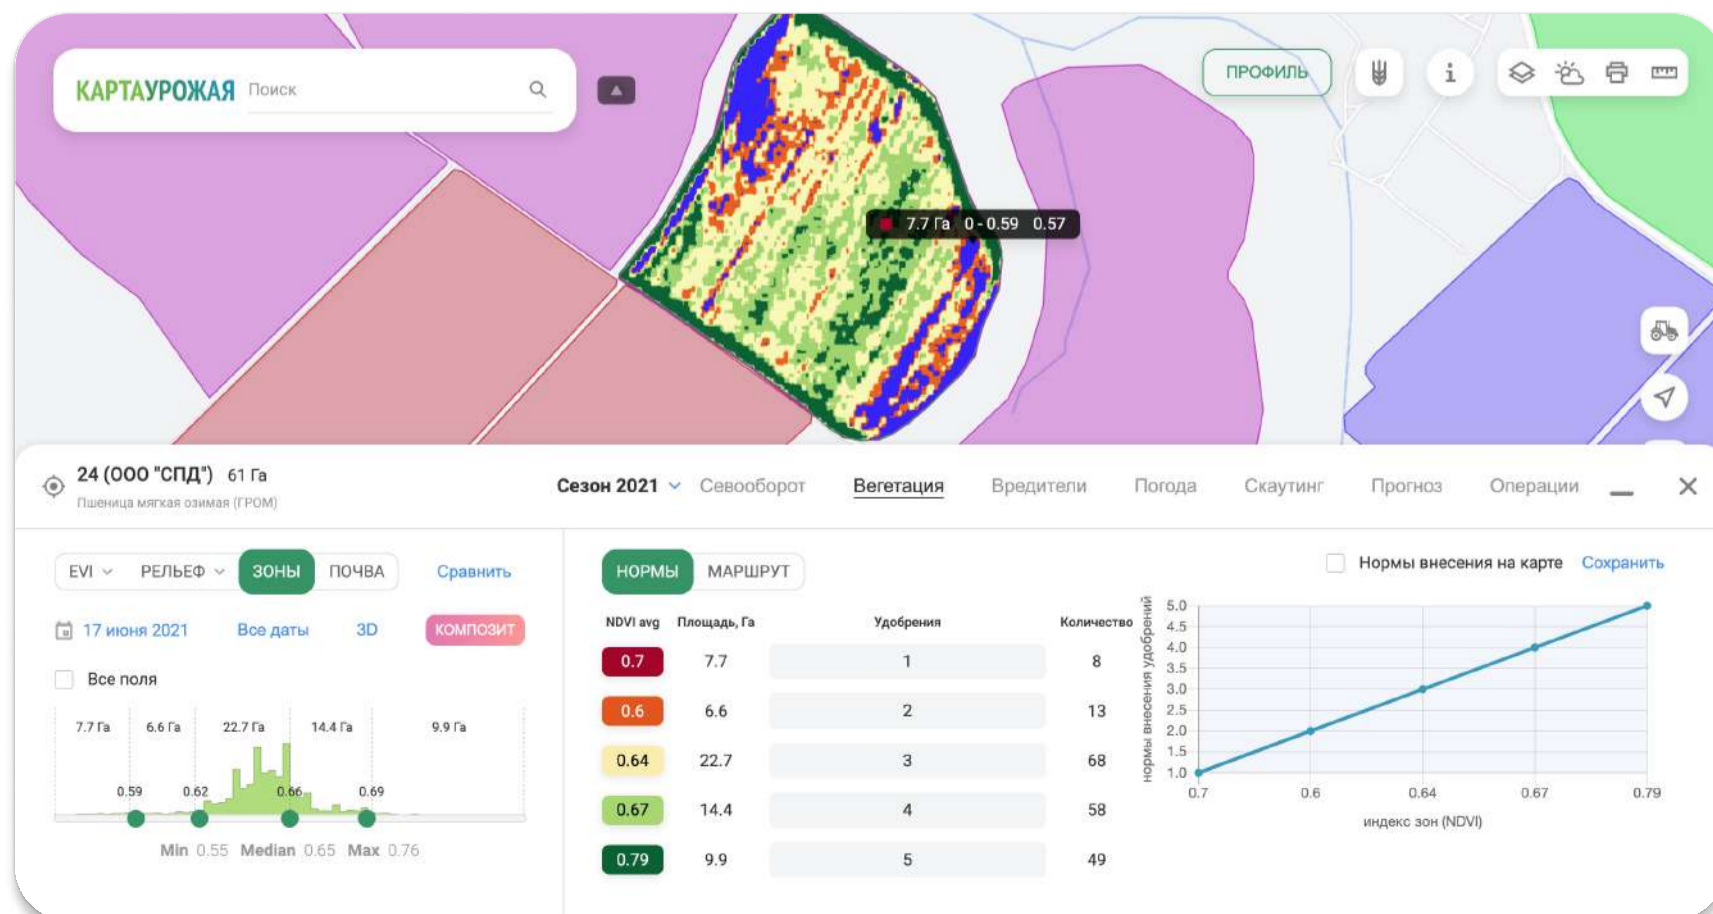 КАРТАУРОЖАЯ Поиск
ПРОФИЛЬ
7.7 Га 0 - 0.59 0.57
24 (ООО "СПД") 61 Га
Пшеница мягкая озимая (ГРОМ)
Сезон 2021 Севооборот Вегетация Вредители Погода Скаутинг Прогноз Операции
EVI РЕЛЬЕФ ЗОНЫ ПОЧВА Сравнить
17 июня 2021 Все даты 3D КОМПОЗИТ
Все поля
7.7 Га 6.6 Га 22.7 Га 14.4 Га 9.9 Га
0.59 0.62 0.66 0.69
Min 0.55 Median 0.65 Max 0.76
НОРМЫ МАРШРУТ
NDVI avg Площадь, Га Удобрения Количество
0.7 7.7 1 8
0.6 6.6 2 13
0.64 22.7 3 68
0.67 14.4 4 58
0.79 9.9 5 49
Нормы внесения на карте Сохранить
нормы внесения удобрений
5.0
4.5
4.0
3.5
3.0
2.5
2.0
1.5
1.0
0.7 0.6 0.64 0.67 0.79
индекс зон (NDVI)